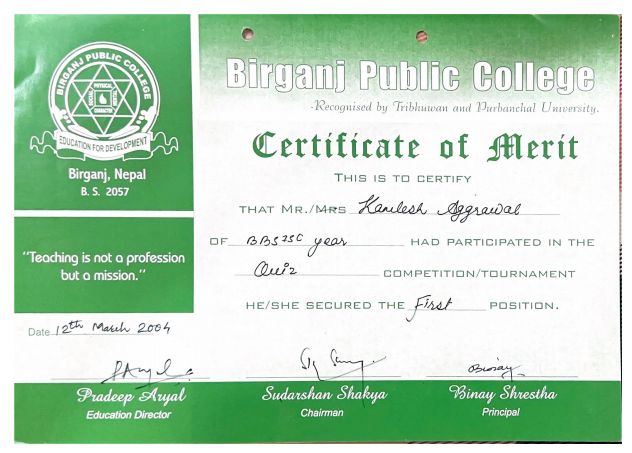 BIRGANJ PUBLIC COLLEGE
PHYSICAL
SOCIAL
MENTAL
CHARACTER
EDUCATION FOR DEVELOPMENT
Birganj, Nepal
B. S. 2057
"Teaching is not a profession
but a mission."
Birganj Public College
-Recognised by Tribhuwan and Purbanchal University.
Certificate of Merit
THIS IS TO CERTIFY
THAT MR./MRS Kamlesh Aggrawal
OF BBS year HAD PARTICIPATED IN THE
Quiz COMPETITION/TOURNAMENT
HE/SHE SECURED THE First POSITION.
Date 12th March 2004
Pradeep Aryal
Education Director
Sudarshan Shakya
Chairman
Binay
Binay Shrestha
Principal